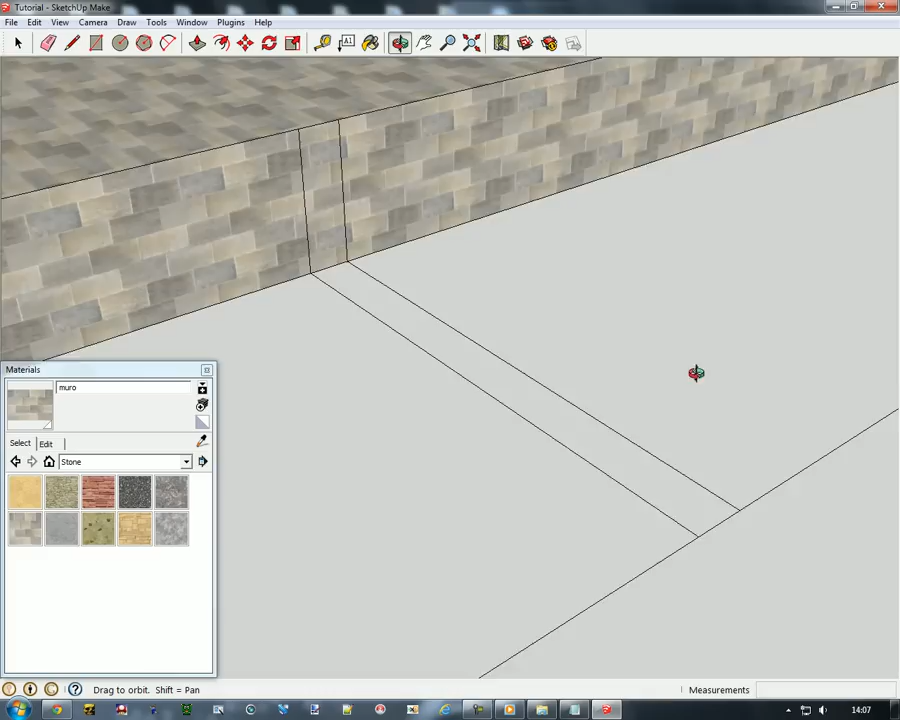 Tutorial - SketchUp Make
File Edit View Camera Draw Tools Window Plugins Help
A1
Materials
muro
Select Edit
Stone
Drag to orbit. Shift = Pan
Measurements
14:07